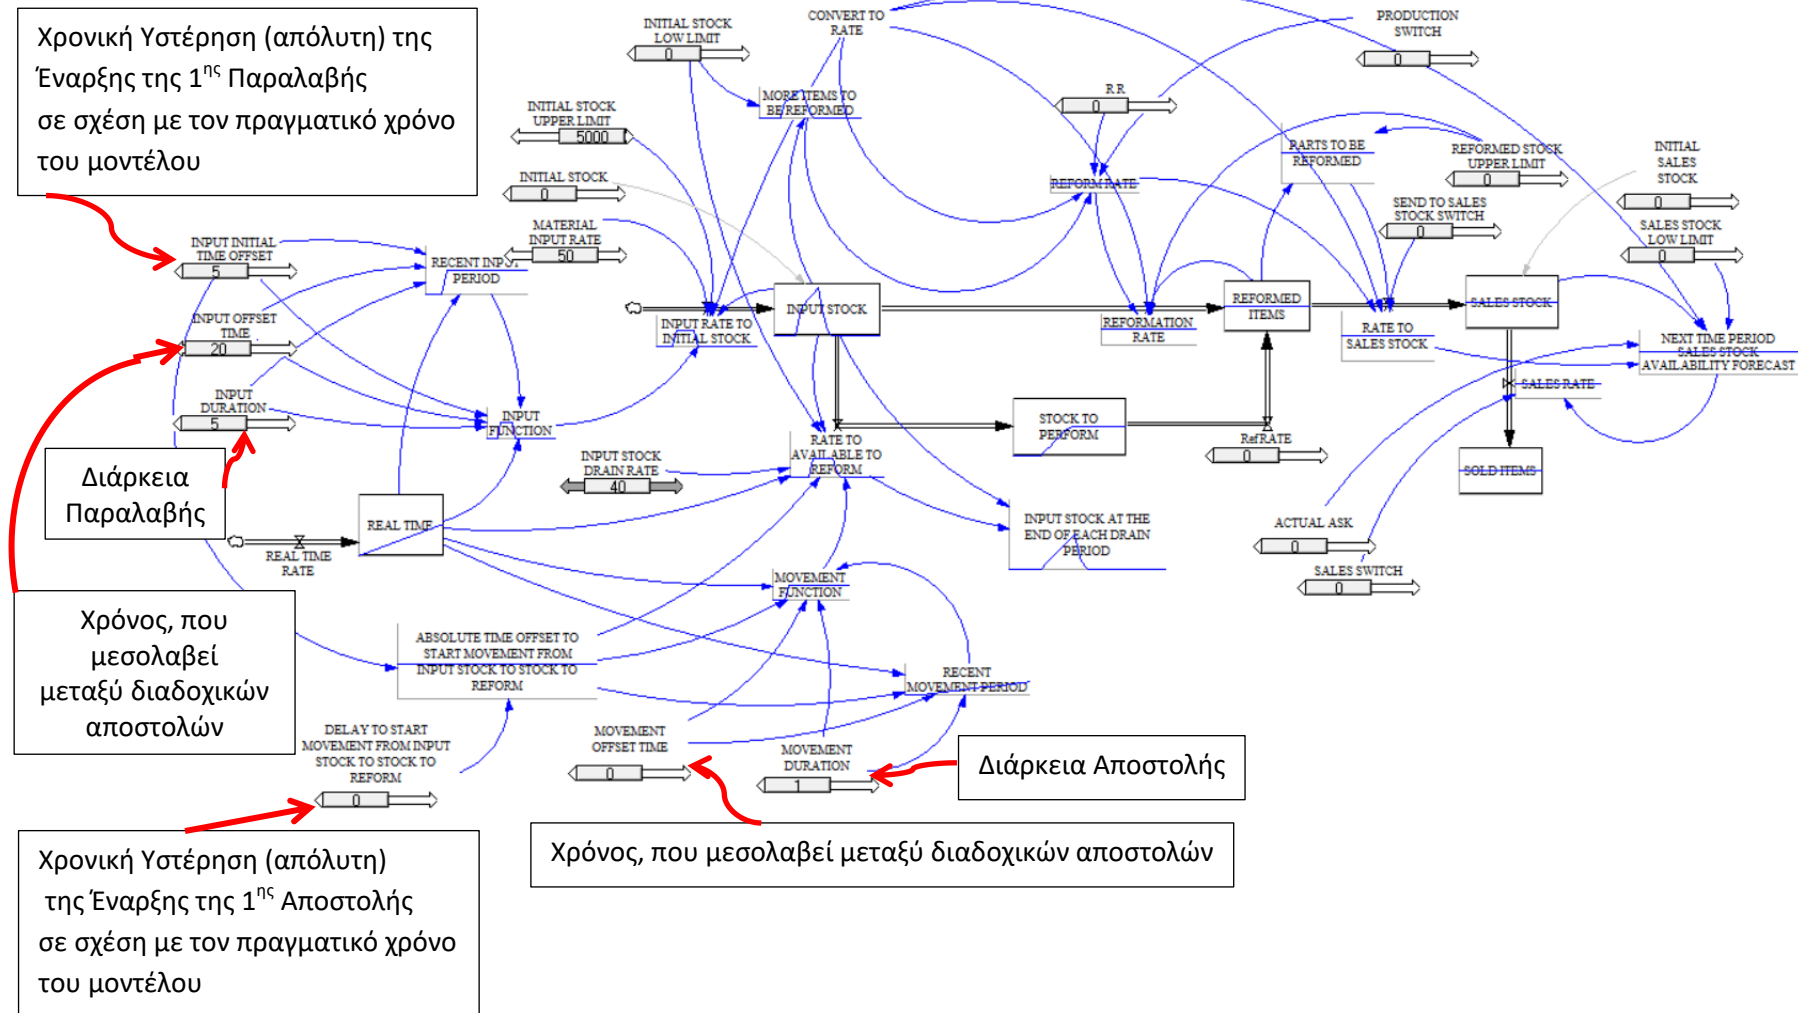 Χρονική Υστέρηση (απόλυτη) της
Έναρξης της 1ης Παραλαβής
σε σχέση με τον πραγματικό χρόνο
του μοντέλου
INITIAL STOCK
LOW LIMIT
0
CONVERT TO
RATE
PRODUCTION
SWITCH
0
MORE ITEMS TO
BE REFORMED
R R
0
INITIAL STOCK
UPPER LIMIT
5000
PARTS TO BE
REFORMED
REFORMED STOCK
UPPER LIMIT
0
INITIAL
SALES
STOCK
0
INITIAL STOCK
0
REFORM RATE
SEND TO SALES
STOCK SWITCH
0
SALES STOCK
LOW LIMIT
0
MATERIAL
INPUT RATE
50
INPUT INITIAL
TIME OFFSET
5
RECENT INPUT
PERIOD
INPUT STOCK
REFORMED
ITEMS
SALES STOCK
INPUT OFFSET
TIME
20
INPUT RATE TO
INITIAL STOCK
REFORMATION
RATE
RATE TO
SALES STOCK
NEXT TIME PERIOD
SALES STOCK
AVAILABILITY FORECAST
SALES RATE
INPUT
DURATION
5
INPUT
FUNCTION
STOCK TO
PERFORM
RATE TO
AVAILABLE TO
REFORM
RefRATE
0
INPUT STOCK
DRAIN RATE
40
SOLD ITEMS
Διάρκεια
Παραλαβής
REAL TIME
REAL TIME
RATE
INPUT STOCK AT THE
END OF EACH DRAIN
PERIOD
ACTUAL ASK
0
SALES SWITCH
0
MOVEMENT
FUNCTION
Χρόνος, που
μεσολαβεί
μεταξύ διαδοχικών
αποστολών
ABSOLUTE TIME OFFSET TO
START MOVEMENT FROM
INPUT STOCK TO STOCK TO
REFORM
RECENT
MOVEMENT PERIOD
DELAY TO START
MOVEMENT FROM INPUT
STOCK TO STOCK TO
REFORM
0
MOVEMENT
OFFSET TIME
0
MOVEMENT
DURATION
1
Διάρκεια Αποστολής
Χρόνος, που μεσολαβεί μεταξύ διαδοχικών αποστολών
Χρονική Υστέρηση (απόλυτη)
της Έναρξης της 1ης Αποστολής
σε σχέση με τον πραγματικό χρόνο
του μοντέλου